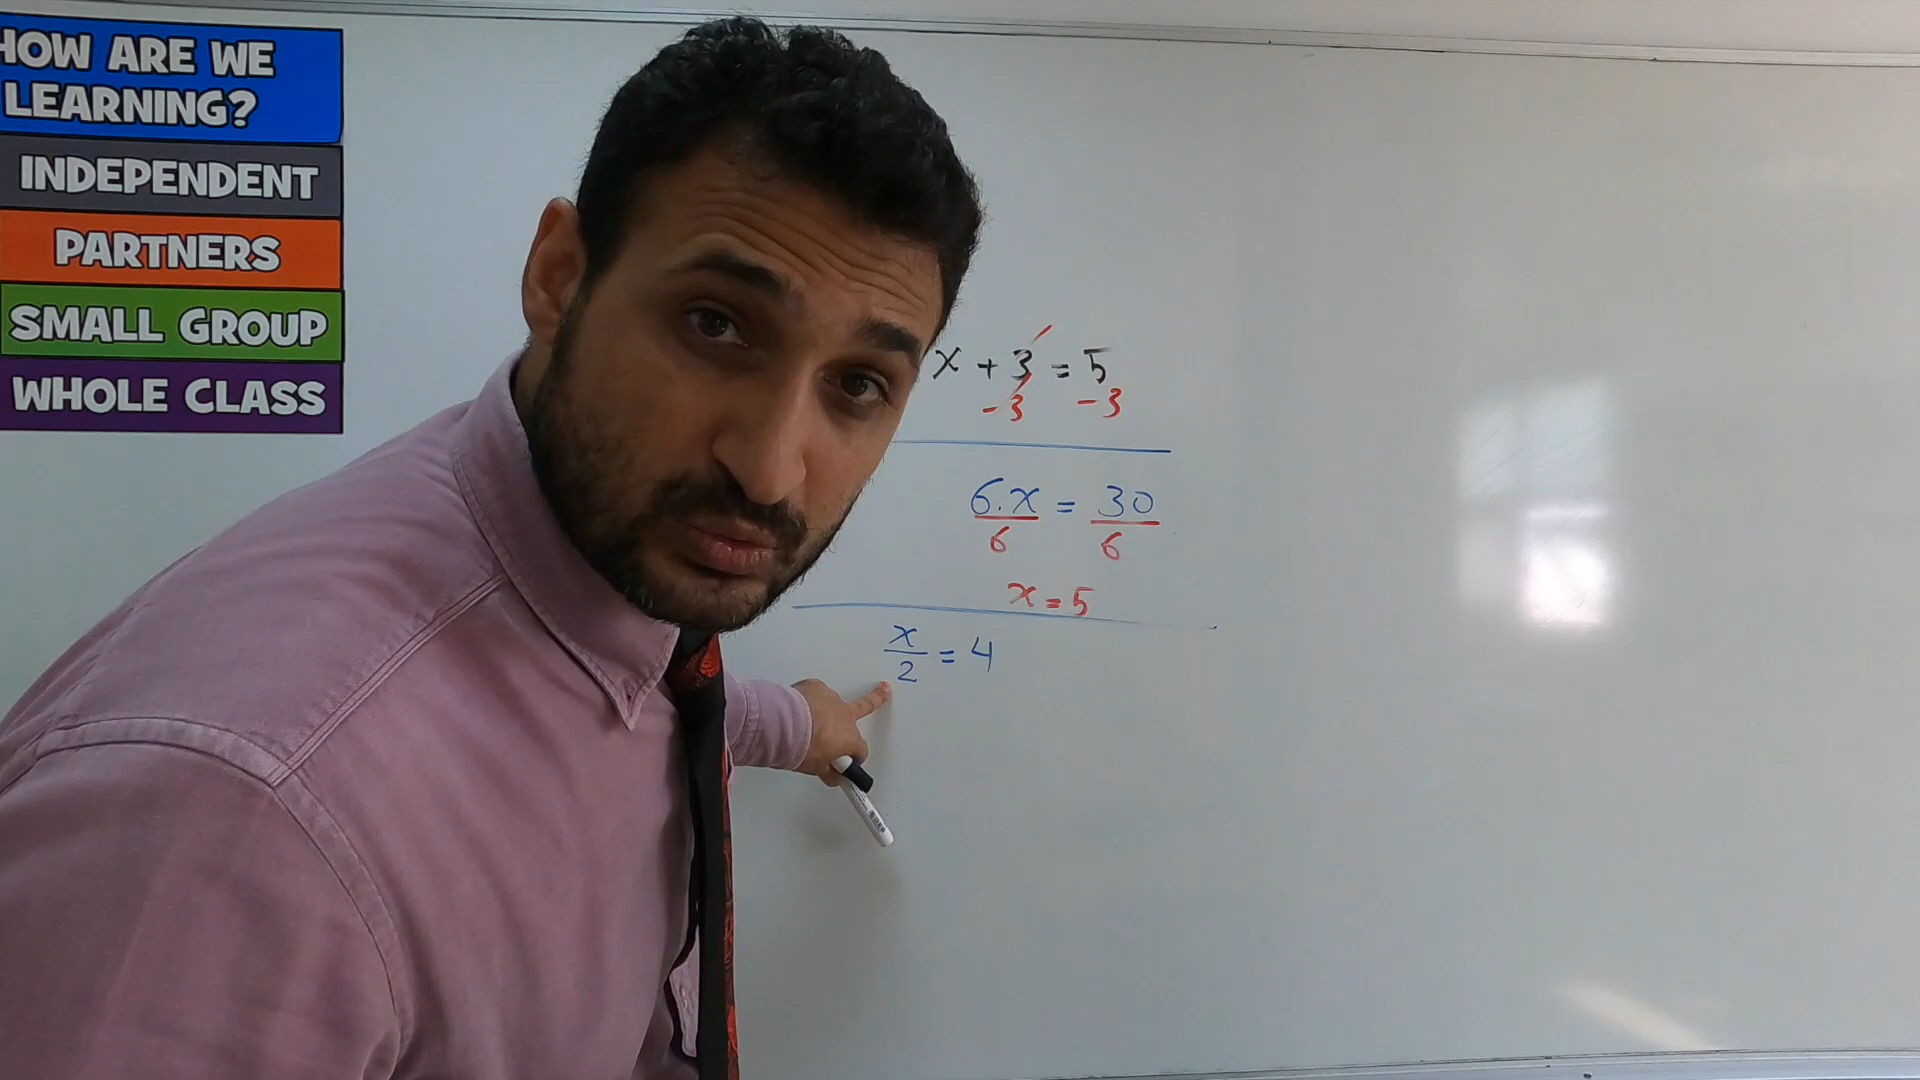 HOW ARE WE
LEARNING?
INDEPENDENT
PARTNERS
SMALL GROUP
WHOLE CLASS
x + 3 = 5
-3 -3
6.x = 30
6 6
x = 5
x
2 = 4